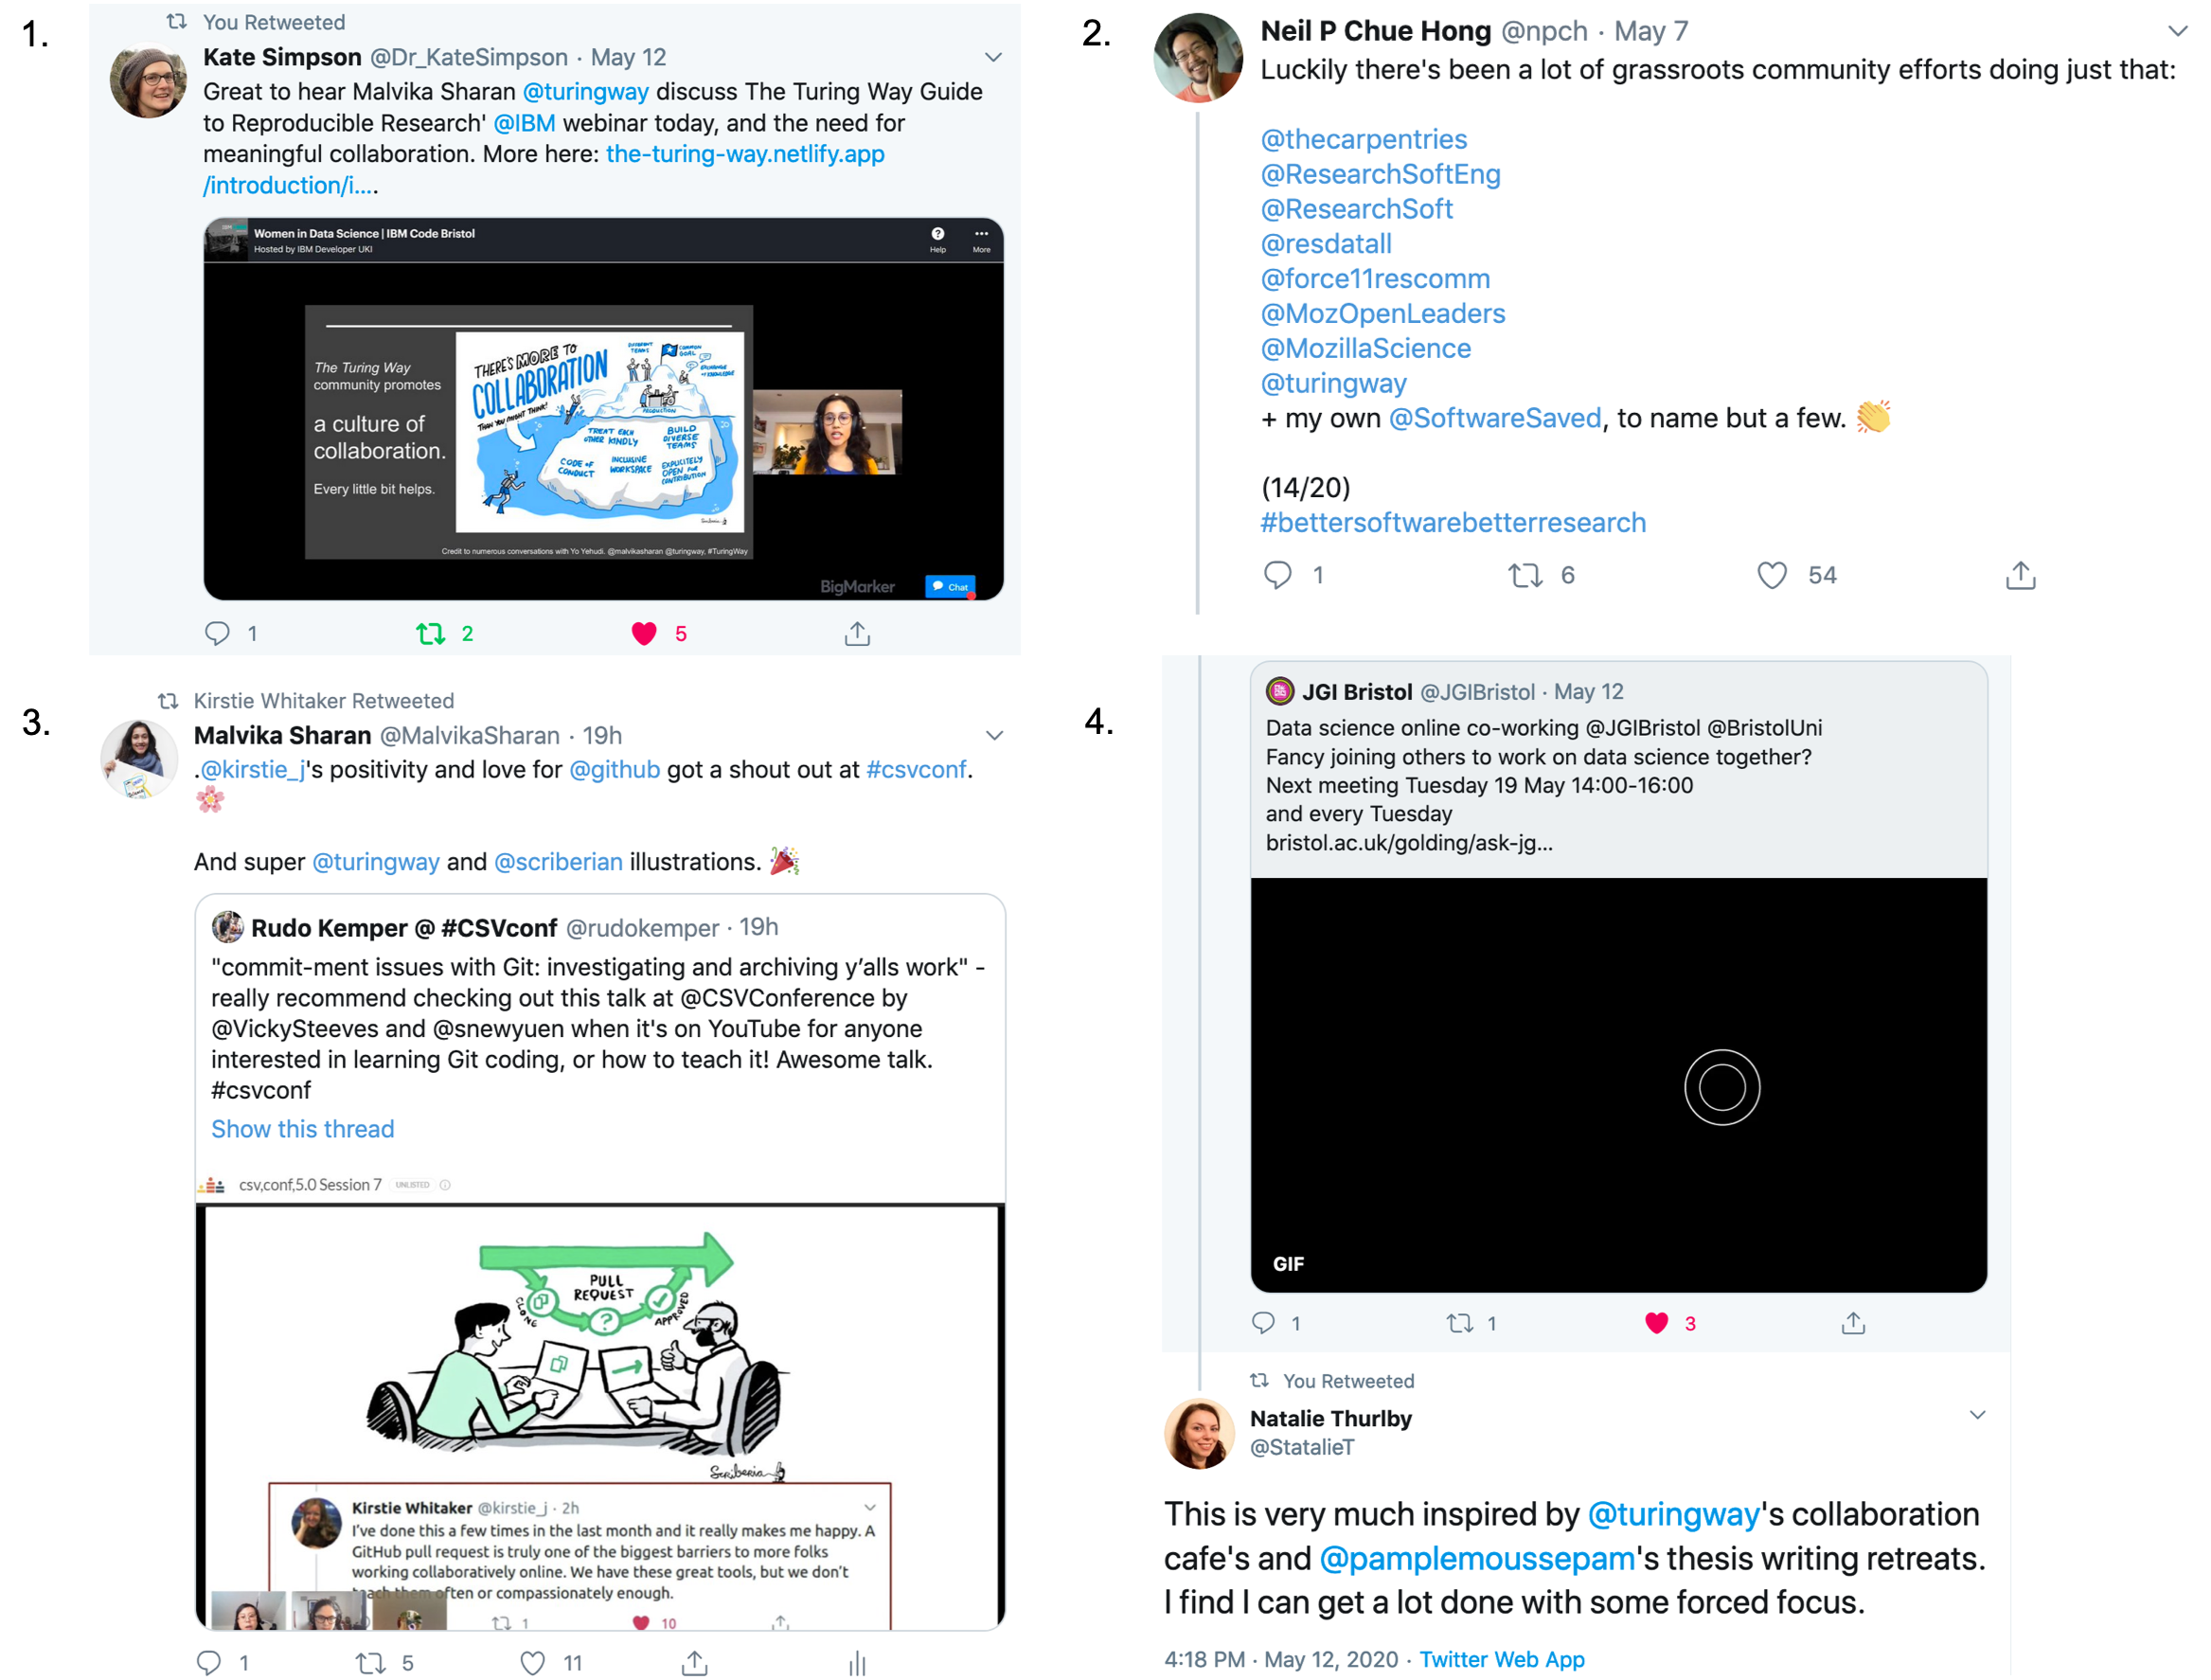 1.
You Retweeted
Kate Simpson @Dr_KateSimpson · May 12
Great to hear Malvika Sharan @turingway discuss The Turing Way Guide
to Reproducible Research' @IBM webinar today, and the need for
meaningful collaboration. More here: the-turing-way.netlify.app
/introduction/i....
Women in Data Science | IBM Code Bristol
Hosted by IBM Developer UKI
Help
More
The Turing Way
community promotes
a culture of
collaboration.
Every little bit helps.
THERE'S MORE TO
COLLABORATION
THAN YOU MIGHT THINK!
DIFFERENT
TEAMS
COMMON
GOAL
EXCHANGE
OF KNOWLEDGE
PRODUCTION
TREAT EACH
OTHER KINDLY
BUILD
DIVERSE
TEAMS
CODE OF
CONDUCT
INCLUSIVE
WORKSPACE
EXPLICITELY
OPEN FOR
CONTRIBUTION
Scriberia
Credit to numerous conversations with Yo Yehudi. @malvikasharan @turingway, #TuringWay
BigMarker
Chat
1
2
5
2.
Neil P Chue Hong @npch · May 7
Luckily there's been a lot of grassroots community efforts doing just that:
@thecarpentries
@ResearchSoftEng
@ResearchSoft
@resdatall
@force11rescomm
@MozOpenLeaders
@MozillaScience
@turingway
+ my own @SoftwareSaved, to name but a few. 👏
(14/20)
#bettersoftwarebetterresearch
1
6
54
3.
Kirstie Whitaker Retweeted
Malvika Sharan @MalvikaSharan · 19h
.@kirstie_j's positivity and love for @github got a shout out at #csvconf.
🌸
And super @turingway and @scriberian illustrations. 🎉
Rudo Kemper @ #CSVconf @rudokemper · 19h
"commit-ment issues with Git: investigating and archiving y’alls work" -
really recommend checking out this talk at @CSVConference by
@VickySteeves and @snewyuen when it's on YouTube for anyone
interested in learning Git coding, or how to teach it! Awesome talk.
#csvconf
Show this thread
csv,conf,5.0 Session 7 UNLISTED
PULL
REQUEST
CLONE
?
APPROVED
Scriberia
Kirstie Whitaker @kirstie_j · 2h
I've done this a few times in the last month and it really makes me happy. A
GitHub pull request is truly one of the biggest barriers to more folks
working collaboratively online. We have these great tools, but we don't
teach them often or compassionately enough.
1
10
1
5
11
4.
JGI Bristol @JGIBristol · May 12
Data science online co-working @JGIBristol @BristolUni
Fancy joining others to work on data science together?
Next meeting Tuesday 19 May 14:00-16:00
and every Tuesday
bristol.ac.uk/golding/ask-jg...
GIF
1
1
3
You Retweeted
Natalie Thurlby
@StatalieT
This is very much inspired by @turingway's collaboration
cafe's and @pamplemoussepam's thesis writing retreats.
I find I can get a lot done with some forced focus.
4:18 PM · May 12, 2020 · Twitter Web App